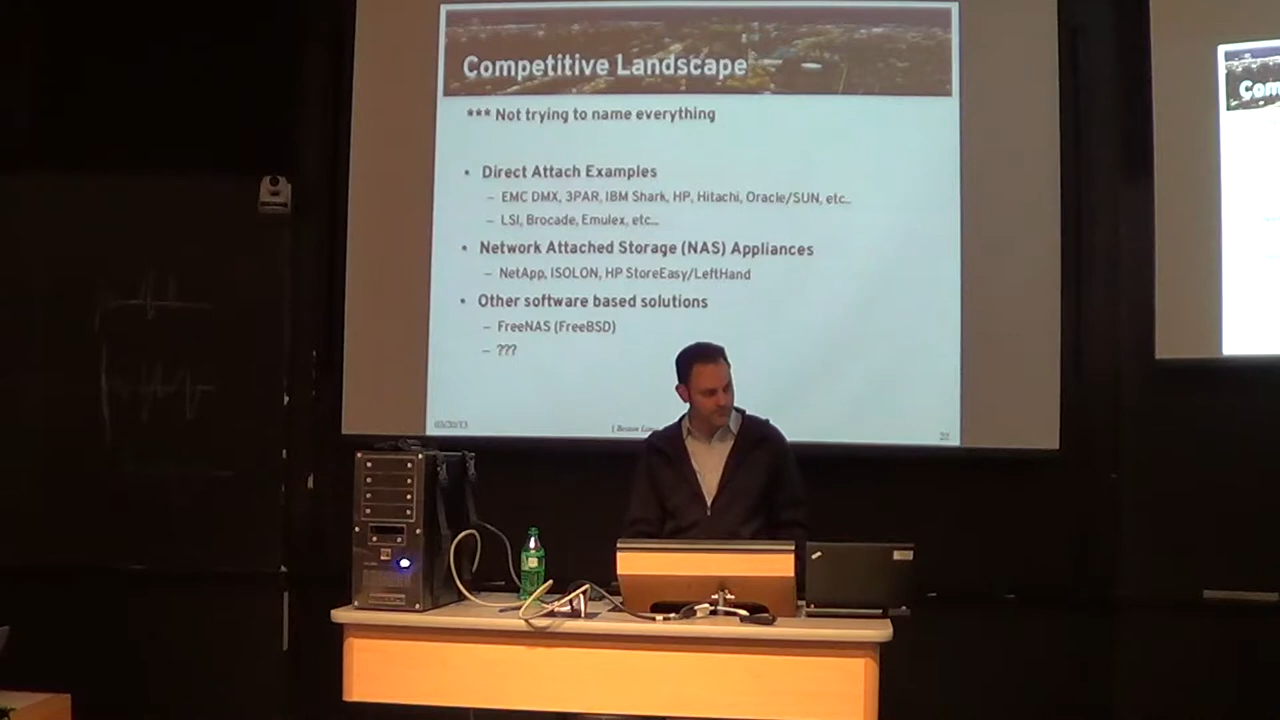 Competitive Landscape
*** Not trying to name everything
• Direct Attach Examples
– EMC DMX, 3PAR, IBM Shark, HP, Hitachi, Oracle/SUN, etc..
– LSI, Brocade, Emulex, etc...
• Network Attached Storage (NAS) Appliances
– NetApp, ISOLON, HP StoreEasy/LeftHand
• Other software based solutions
– FreeNAS (FreeBSD)
– ???
Com